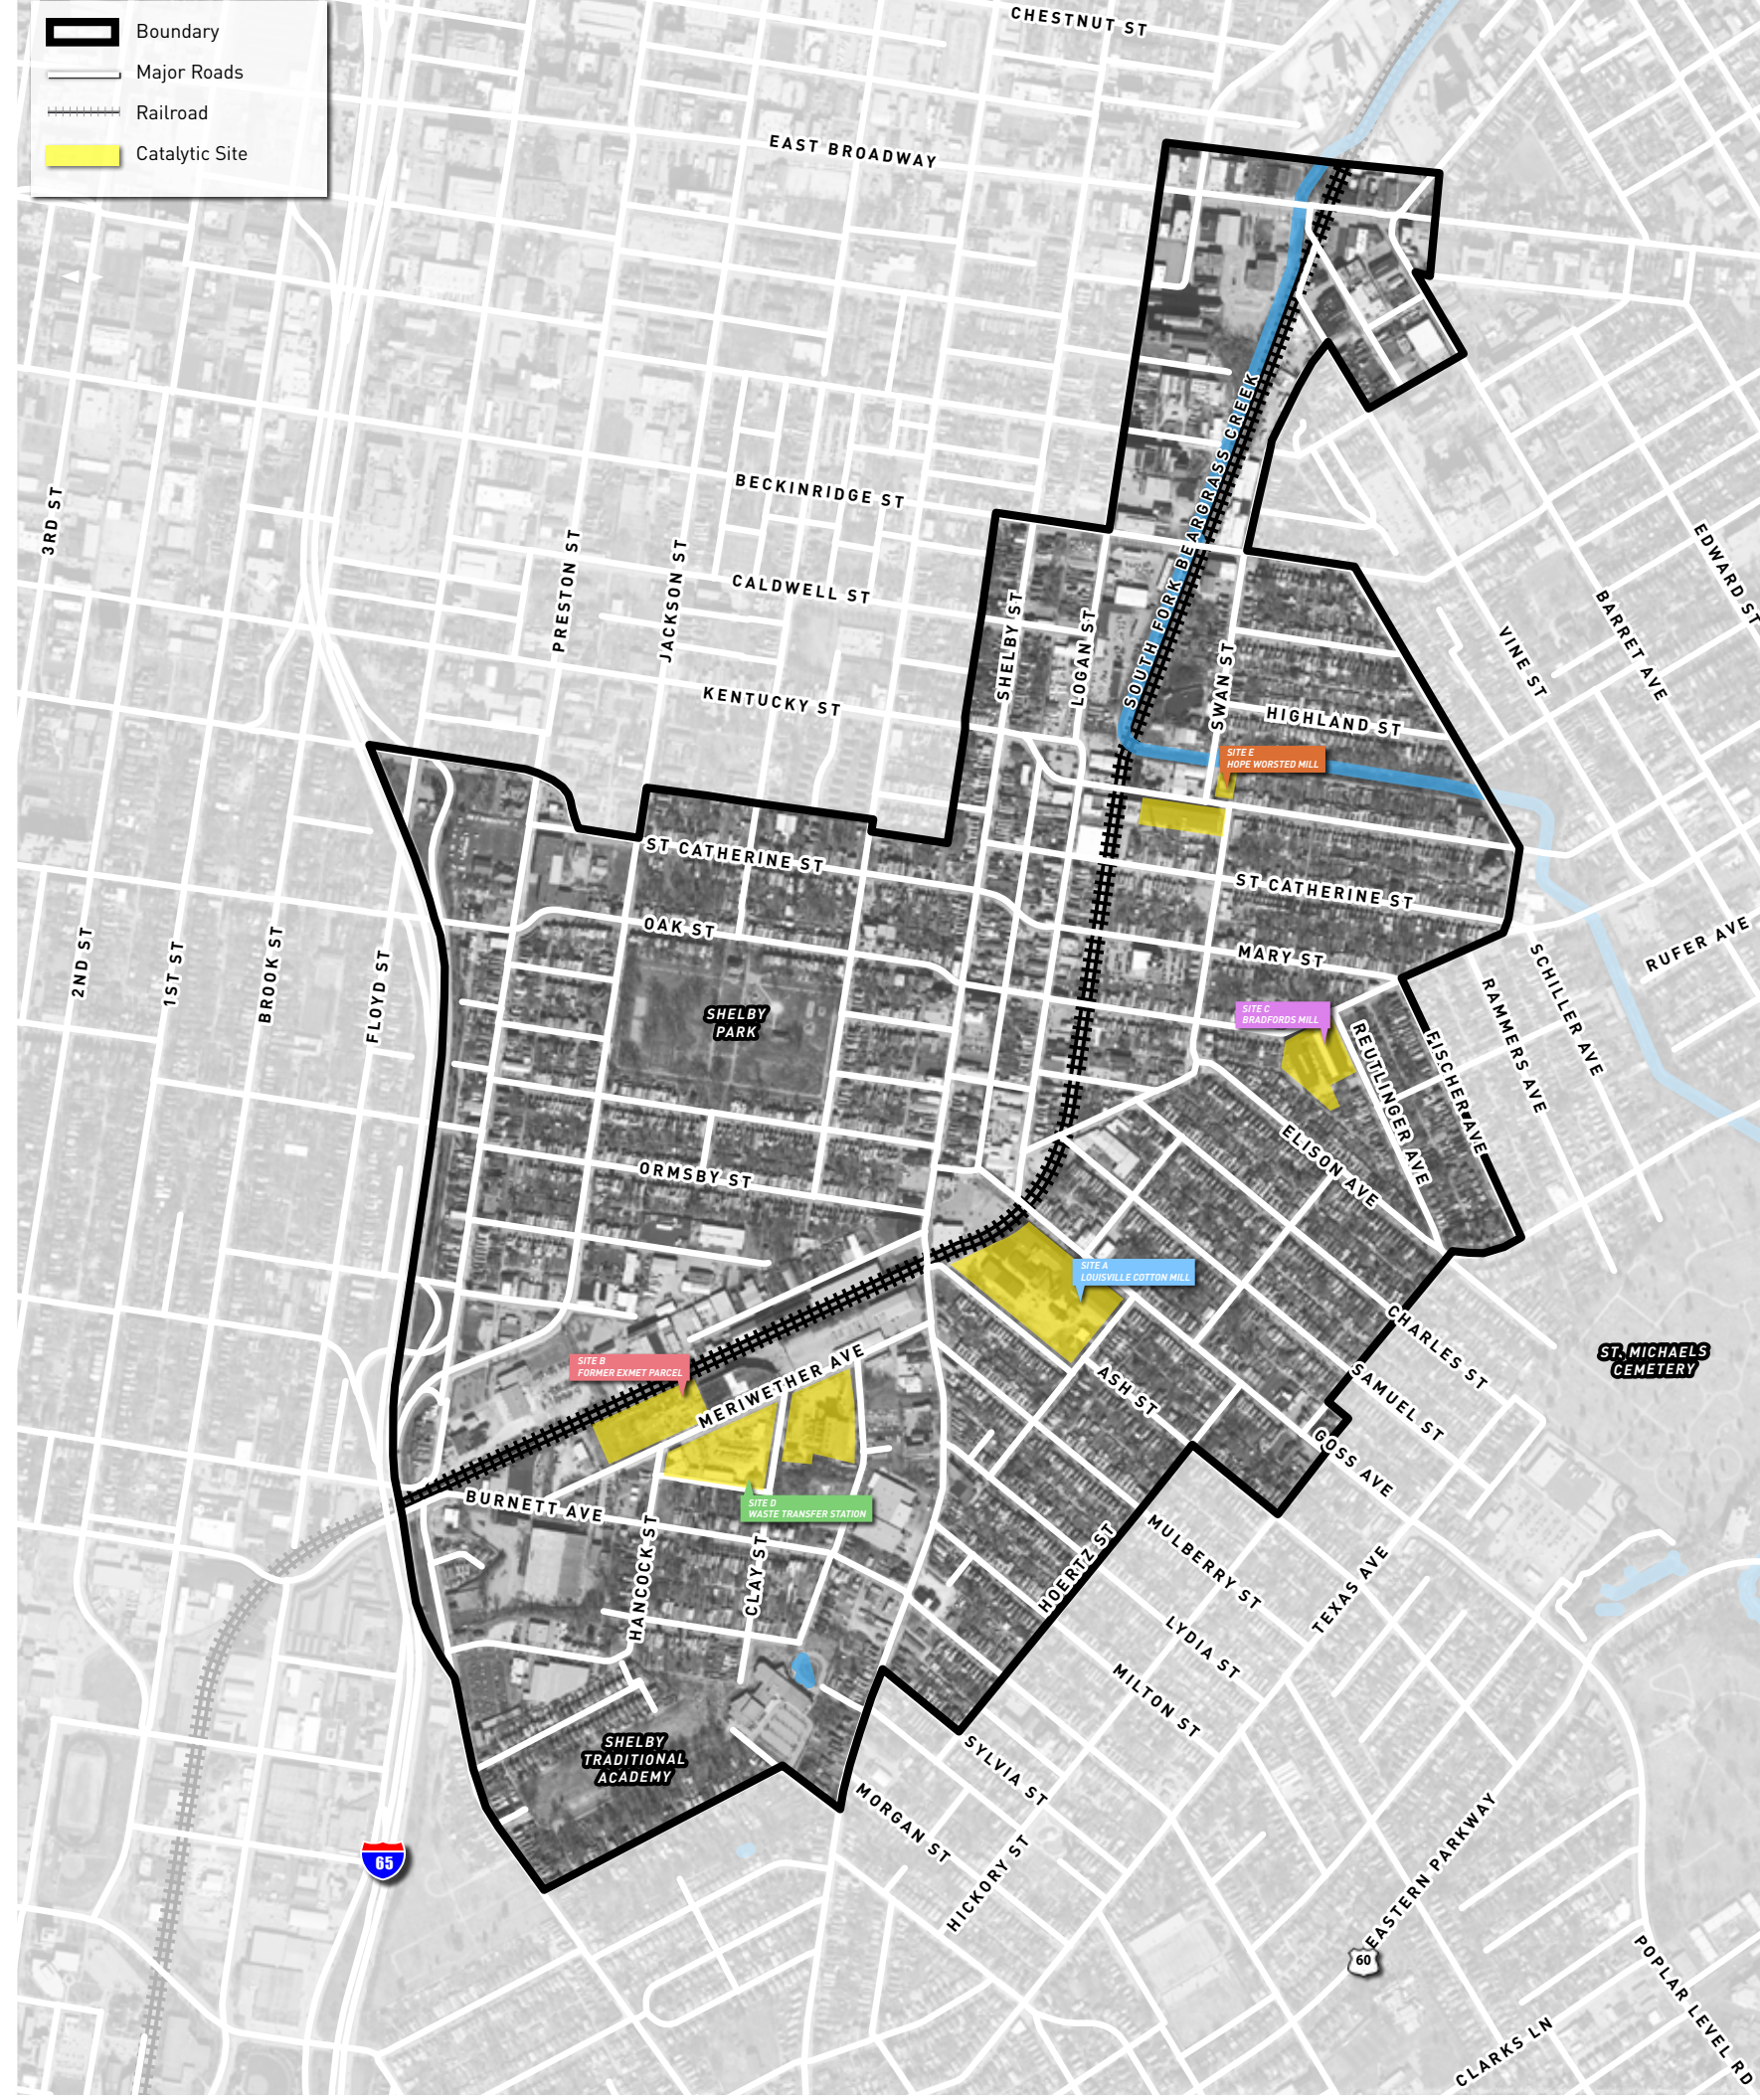 Boundary
Major Roads
Railroad
Catalytic Site
CHESTNUT ST
EAST BROADWAY
BECKINRIDGE ST
3RD ST
PRESTON ST
JACKSON ST
CALDWELL ST
SHELBY ST
LOGAN ST
SOUTH FORK BEARGRASS CREEK
SWAN ST
EDWARD ST
BARRET AVE
VINE ST
KENTUCKY ST
HIGHLAND ST
SITE E
HOPE WORSTED MILL
ST CATHERINE ST
ST CATHERINE ST
OAK ST
MARY ST
2ND ST
1ST ST
BROOK ST
FLOYD ST
SHELBY
PARK
SITE C
BRADFORDS MILL
RUFER AVE
SCHILLER AVE
RAMMERS AVE
FISCHER AVE
REUTLINGER AVE
ELISON AVE
ORMSBY ST
SITE A
LOUISVILLE COTTON MILL
CHARLES ST
ST. MICHAELS
CEMETERY
SITE B
FORMER EXMET PARCEL
MERIWETHER AVE
ASH ST
SAMUEL ST
GOSS AVE
BURNETT AVE
SITE D
WASTE TRANSFER STATION
HANCOCK ST
CLAY ST
HOERTZ ST
MULBERRY ST
TEXAS AVE
LYDIA ST
MILTON ST
SHELBY
TRADITIONAL
ACADEMY
SYLVIA ST
MORGAN ST
HICKORY ST
65
EASTERN PARKWAY
60
POPLAR LEVEL RD
CLARKS LN